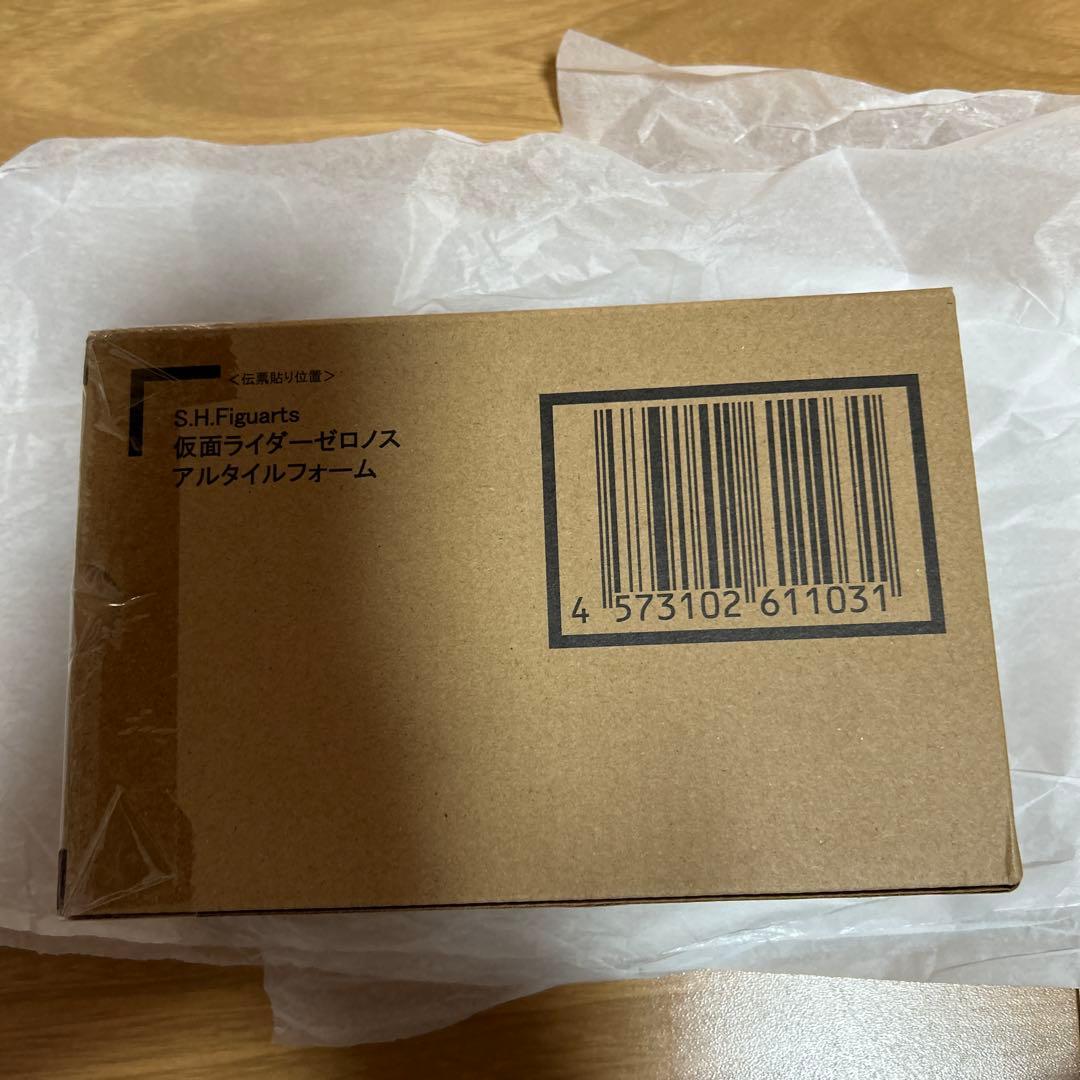 ＜伝票貼り位置＞
S.H.Figuarts
仮面ライダーゼロノス
アルタイルフォーム
4 573102 611031